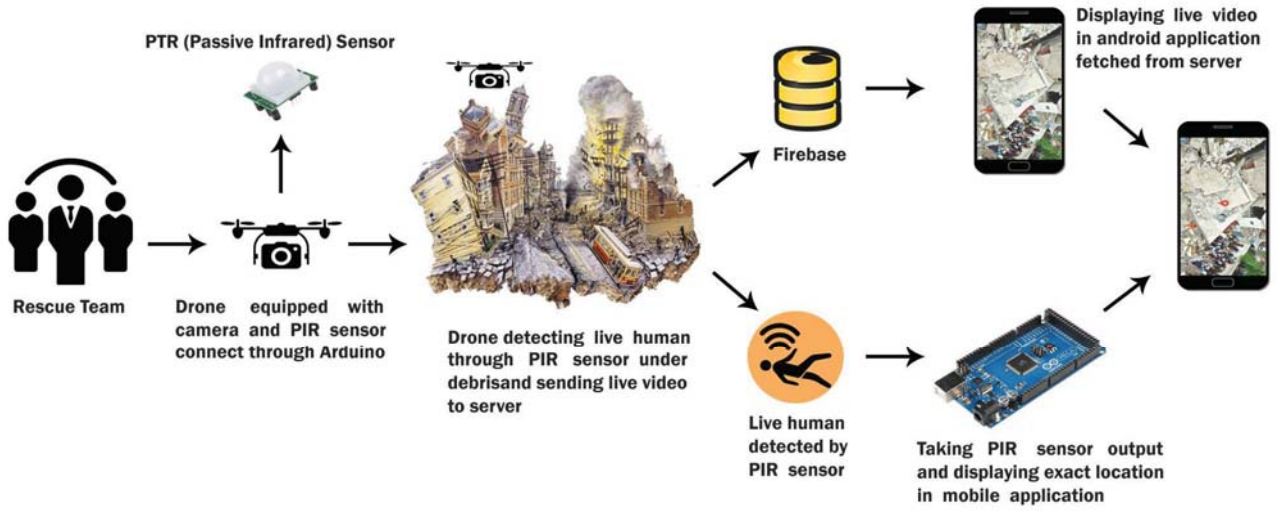 PTR (Passive Infrared) Sensor
Rescue Team
Drone equipped with
camera and PIR sensor
connect through Arduino
Drone detecting live human
through PIR sensor under
debrisand sending live video
to server
Firebase
Live human
detected by
PIR sensor
Displaying live video
in android application
fetched from server
Taking PIR sensor output
and displaying exact location
in mobile application